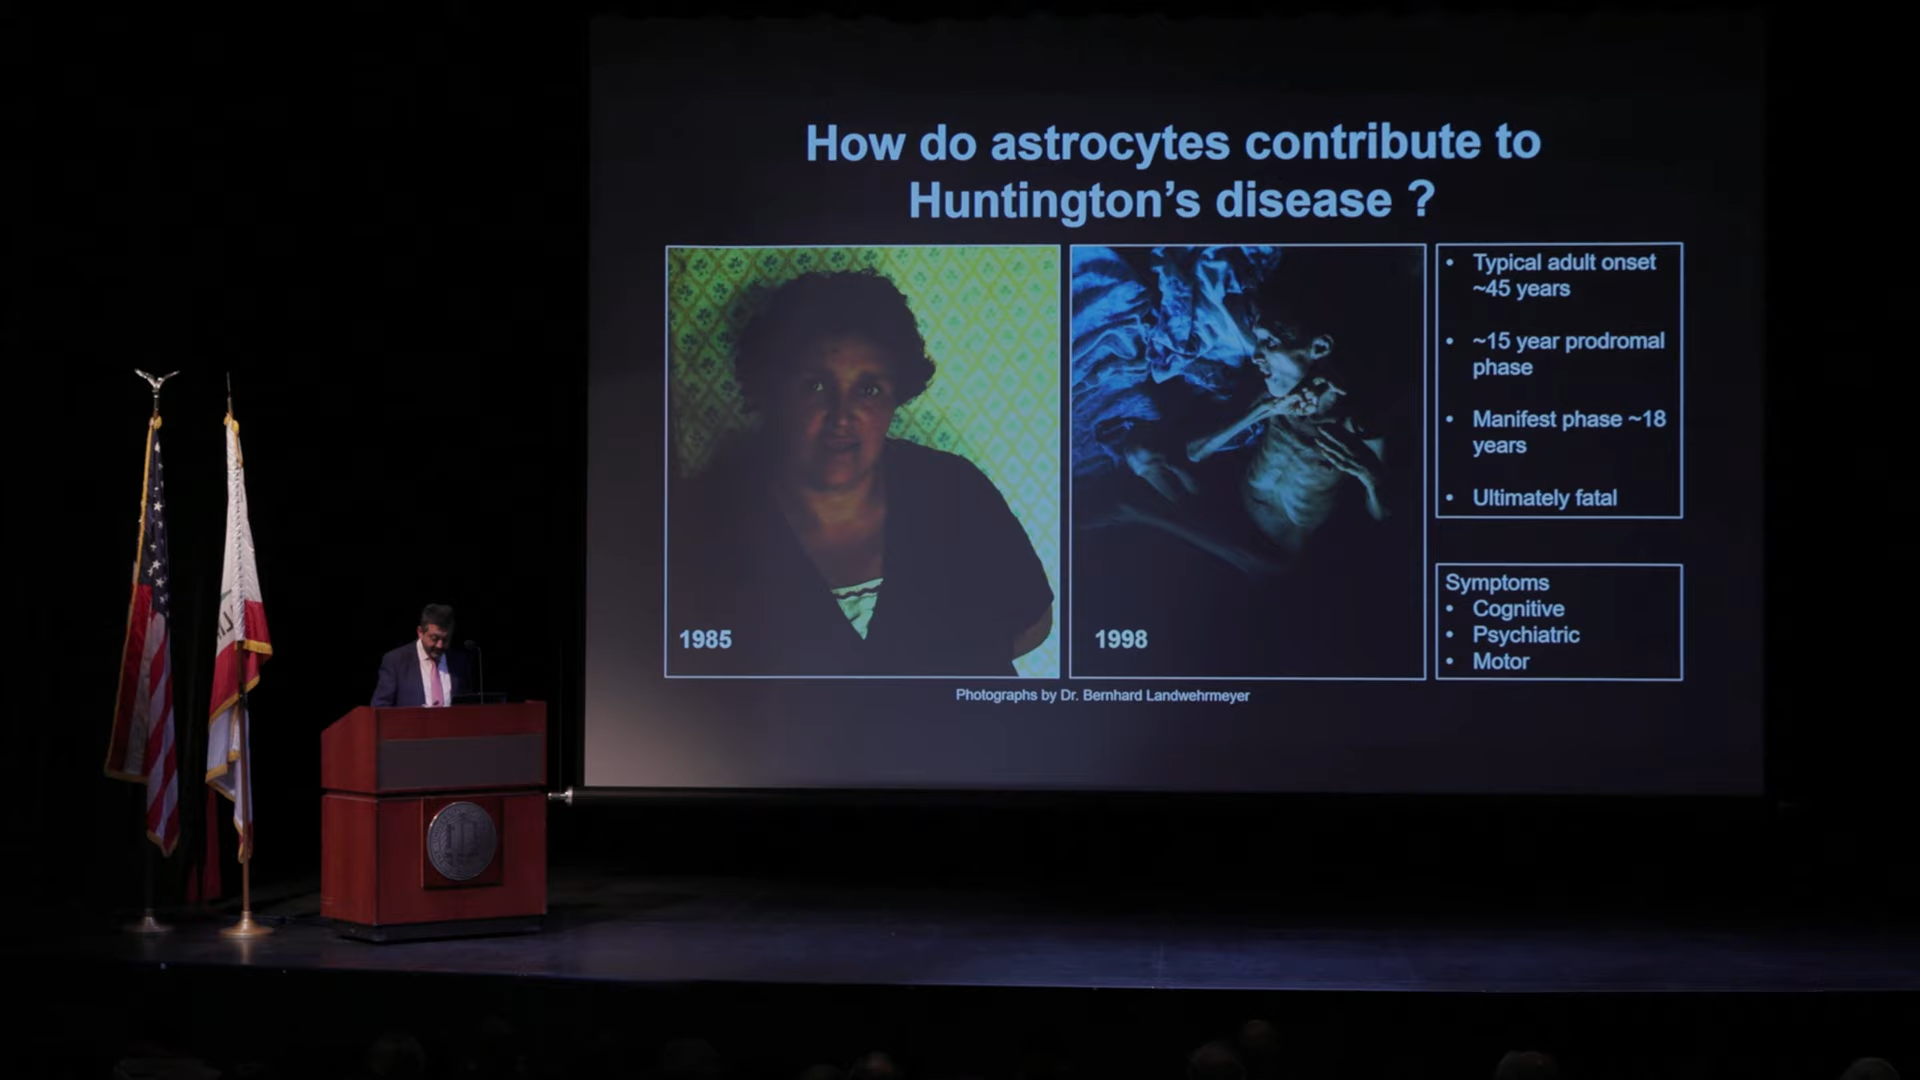 How do astrocytes contribute to
Huntington's disease ?
1985
1998
Photographs by Dr. Bernhard Landwehrmeyer
• Typical adult onset
~45 years
• ~15 year prodromal
phase
• Manifest phase ~18
years
• Ultimately fatal
Symptoms
• Cognitive
• Psychiatric
• Motor